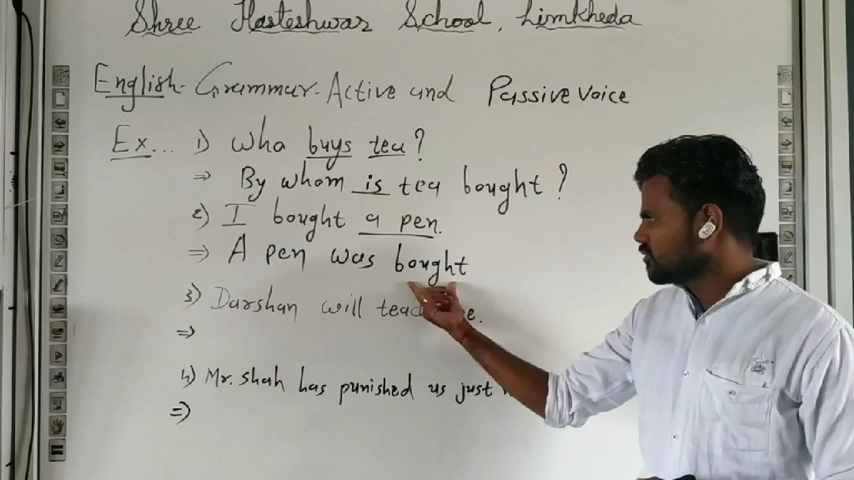 Shree Hasteshwar School, Limkheda
English - Grammar - Active and Passive Voice
Ex... 1) Who buys tea?
⇒ By whom is tea bought?
2) I bought a pen.
⇒ A pen was bought
3) Darshan will teach me.
⇒
4) Mr. Shah has punished us just
⇒